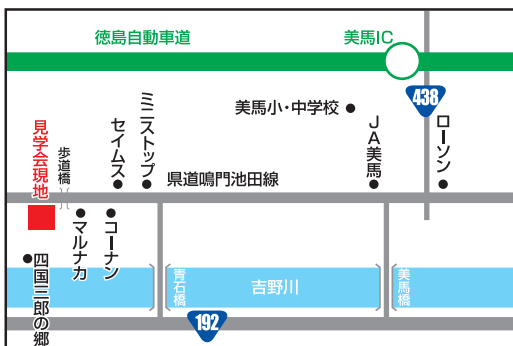 徳島自動車道
美馬IC
438
美馬小・中学校
ミニストップ
セイムス
JA美馬
ローソン
見学会現地
歩道橋
県道鳴門池田線
マルナカ
コーナン
四国三郎の郷
青石橋
吉野川
美馬橋
192